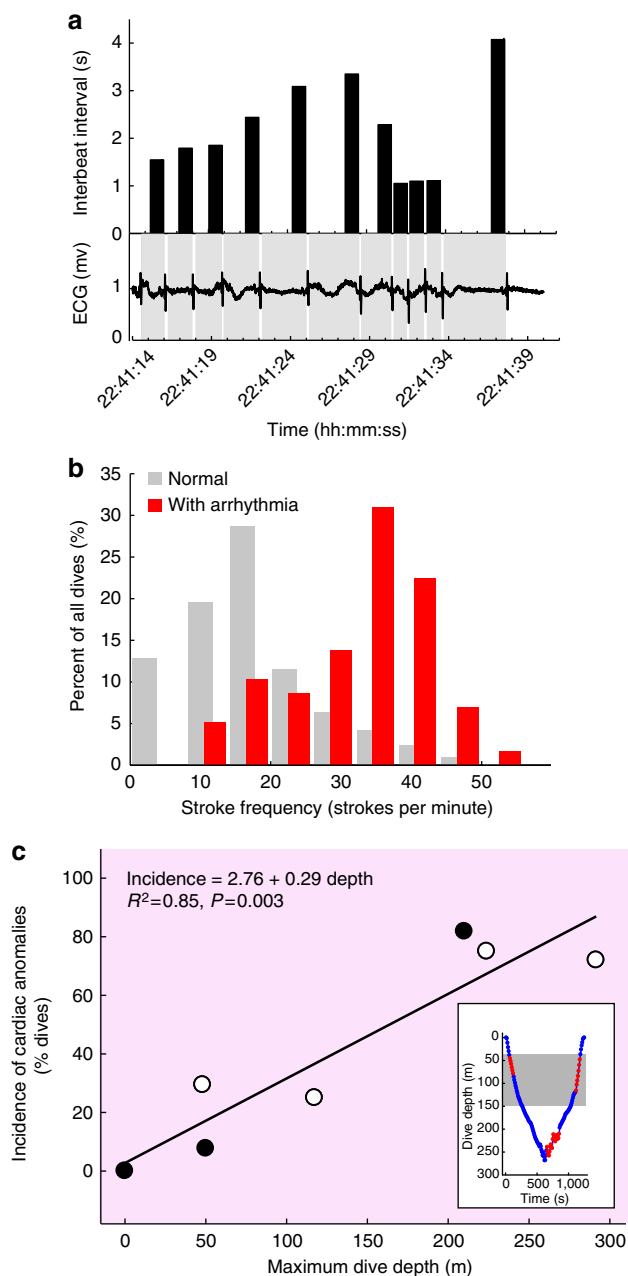 a
Interbeat interval (s)
4
3
2
1
0
ECG (mv)
1
0
22:41:14
22:41:19
22:41:24
22:41:29
22:41:34
22:41:39
Time (hh:mm:ss)
b
Normal
With arrhythmia
Percent of all dives (%)
35
30
25
20
15
10
5
0
0 10 20 30 40 50
Stroke frequency (strokes per minute)
c
Incidence = 2.76 + 0.29 depth
R²=0.85, P=0.003
Incidence of cardiac anomalies
(% dives)
100
80
60
40
20
0
0 50 100 150 200 250 300
Maximum dive depth (m)
Dive depth (m)
0
50
100
150
200
250
300
0 500 1,000
Time (s)